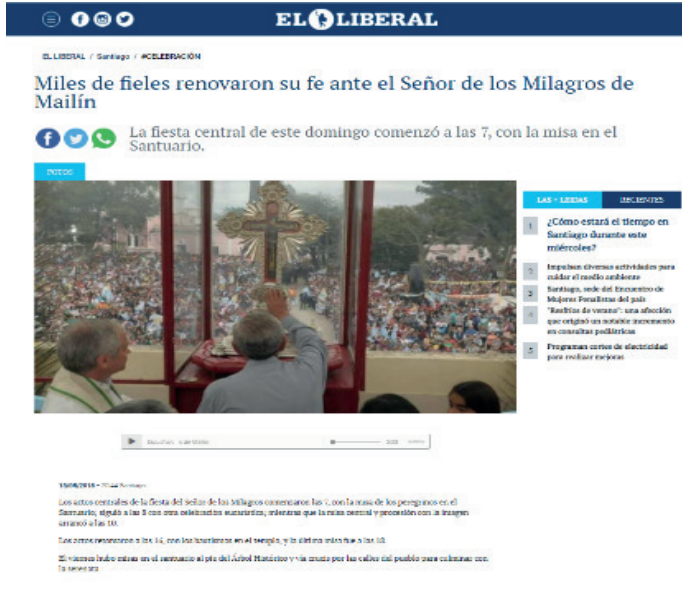 EL LIBERAL
EL LIBERAL / Santiago / #CELEBRACIÓN
Miles de fieles renovaron su fe ante el Señor de los Milagros de
Mailín
La fiesta central de este domingo comenzó a las 7, con la misa en el
Santuario.
FOTOS
LAS + LEIDAS RECIENTES
1 ¿Cómo estará el tiempo en
Santiago durante este
miércoles?
2 Impulsan diversas actividades para
cuidar el medio ambiente
3 Santiago, sede del Encuentro de
Mujeres Penalistas del país
4 "Resfríos de verano": una afección
que originó un notable incremento
en consultas pediátricas
5 Programan cortes de electricidad
para realizar mejoras
Santiago
Los actos centrales de la fiesta del Señor de los Milagros comenzaron las 7, con la misa de los peregrinos en el
Santuario, siguió a las 8 con otra celebración eucarística, mientras que la misa central y procesión con la imagen
arrancó a las 10.
Los actos retomaron a las 16, con los bautismos en el templo, y la última misa fue a las 18.
El viernes hubo misas en el santuario al pie del Árbol Histórico y vía crucis por las calles del pueblo para culminar con
la serenata